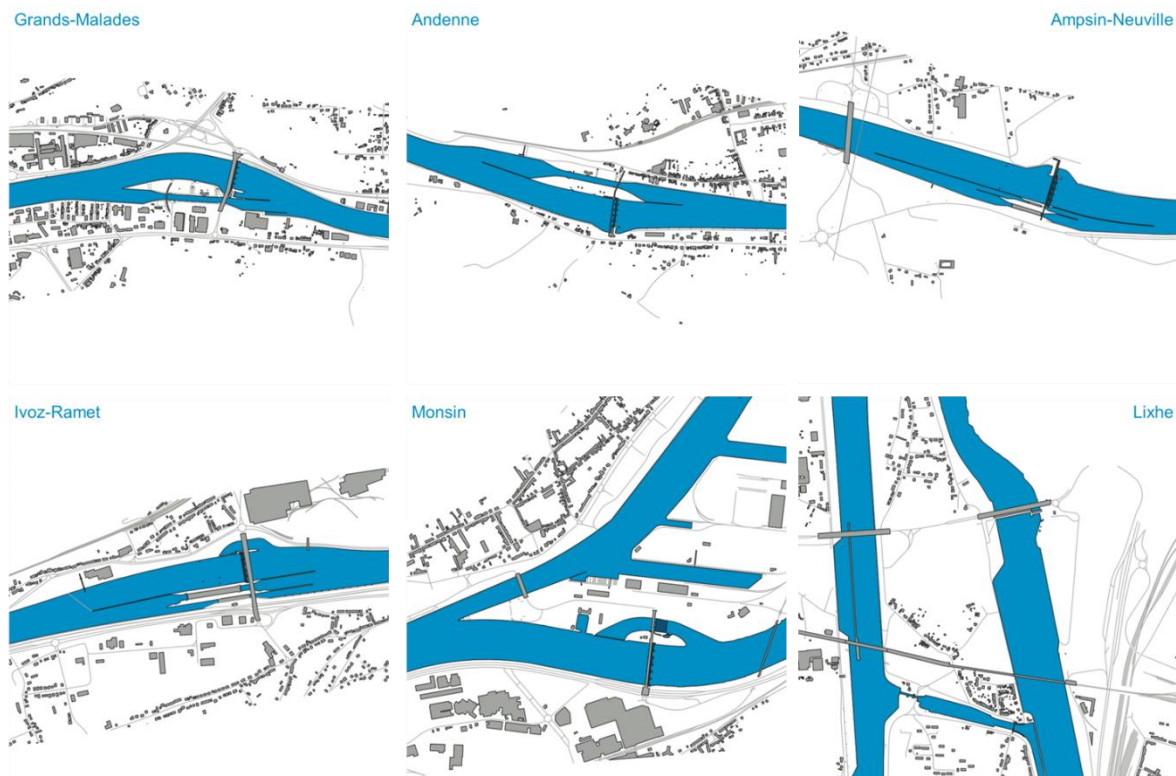 Grands-Malades
Andenne
Ampsin-Neuville
Ivoz-Ramet
Monsin
Lixhe